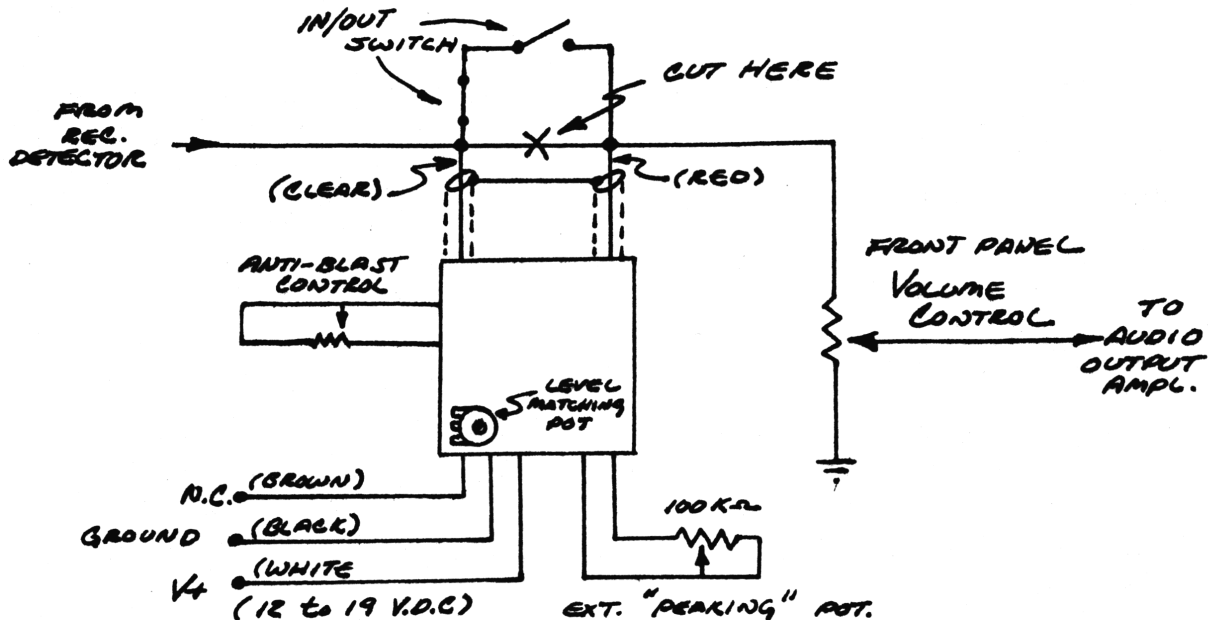 IN/OUT
SWITCH
CUT HERE
FROM
REC.
DETECTOR
(CLEAR)
(RED)
ANTI-BLAST
CONTROL
FRONT PANEL
VOLUME
CONTROL
TO
AUDIO
OUTPUT
AMPL.
LEVEL
MATCHING
POT
N.C. (BROWN)
GROUND (BLACK)
V+ (WHITE
(12 to 19 V.D.C)
100KΩ
EXT. "PEAKING" POT.